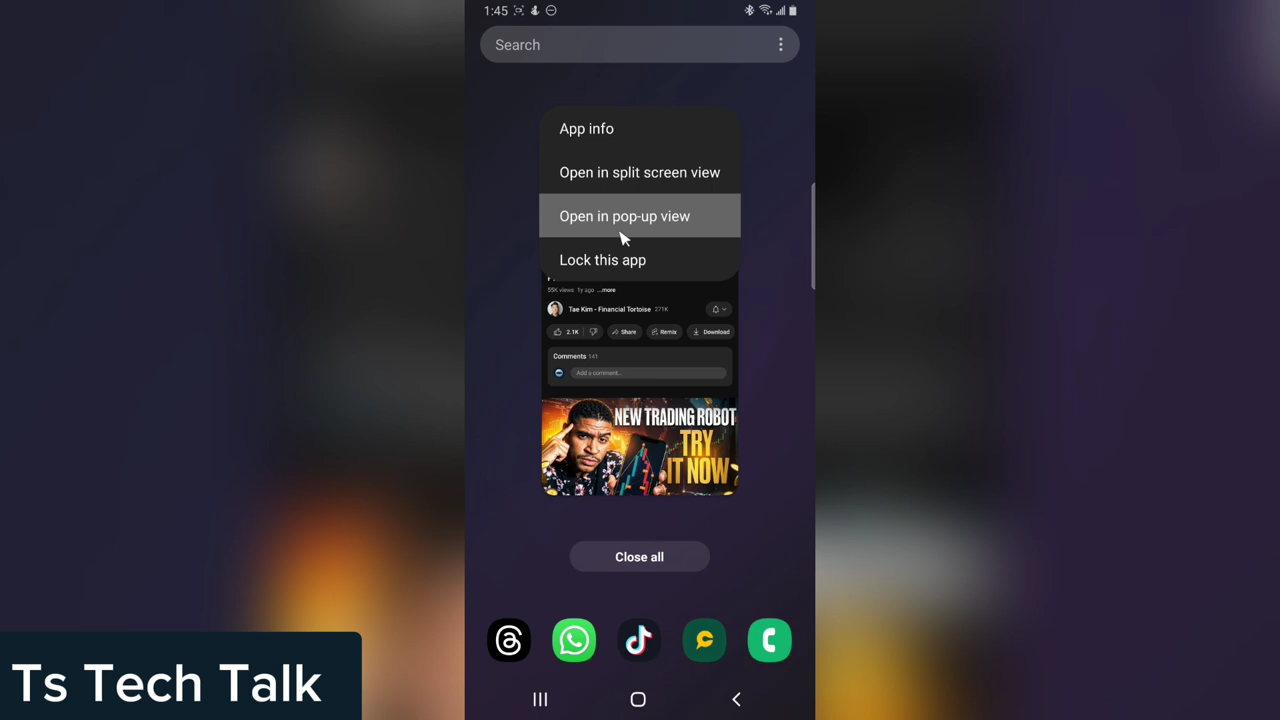 1:45
Search
App info
Open in split screen view
Open in pop-up view
Lock this app
55K views 1y ago ...more
Tae Kim - Financial Tortoise 271K
2.1K Share Remix Download
Comments 141
Add a comment...
NEW TRADING ROBOT
TRY
IT NOW
Close all
Ts Tech Talk